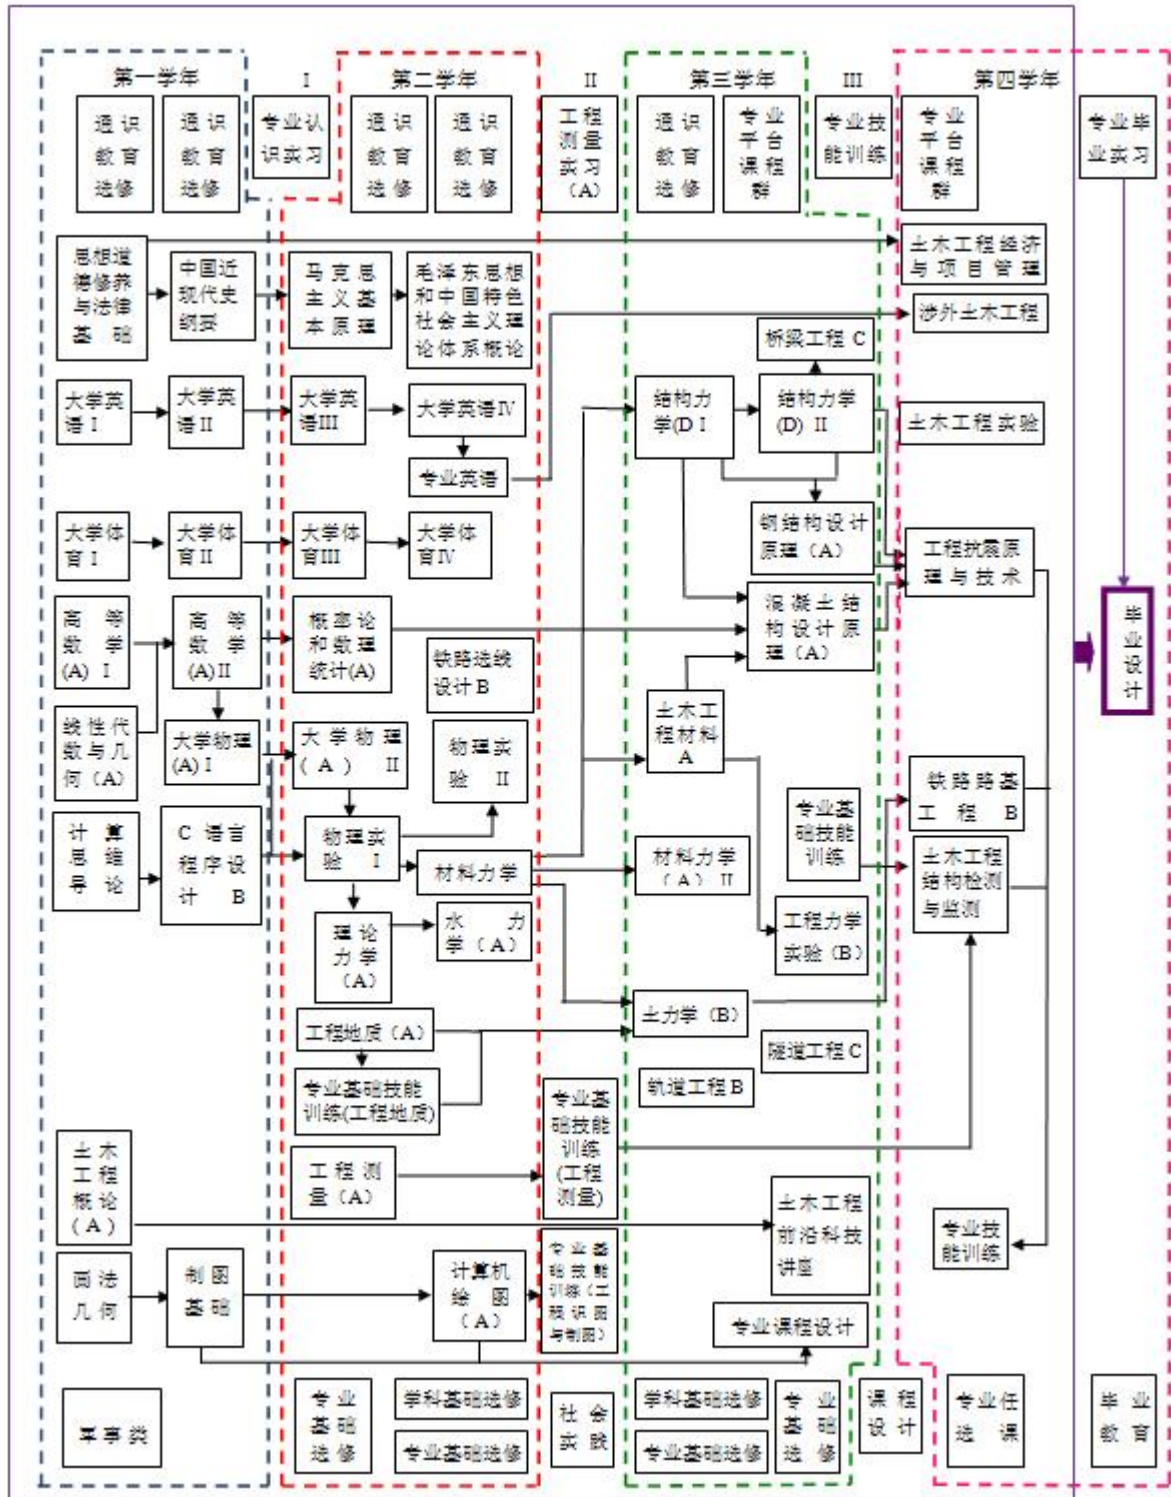 第一学年
I
第二学年
II
第三学年
III
第四学年
通识
教育
选修
通识
教育
选修
专业认
识实习
通识
教育
选修
通识
教育
选修
工程
测量
实习
(A)
通识
教育
选修
专业
平台
课程
群
专业技
能训练
专业
平台
课程
群
专业毕
业实习
思想道
德修养
与法律
基础
中国近
现代史
纲要
马克思
主义基
本原理
毛泽东思想
和中国特色
社会主义理
论体系概论
土木工程经济
与项目管理
涉外土木工程
桥梁工程 C
大学英
语 I
大学英
语 II
大学英
语III
大学英语 IV
专业英语
结构力
学(D I
结构力学
(D) II
土木工程实验
大学体
育 I
大学体
育 II
大学体
育III
大学体
育IV
钢结构设计
原理（A）
工程抗震原
理与技术
高等
数学
(A) I
高等
数学
(A) II
概率论
和数理
统计(A)
铁路选线
设计 B
混凝土结
构设计原
理（A）
毕
业
设
计
线性代
数与几
何（A）
大学物理
(A) I
大学物理
(A) II
物理实
验 II
土木工
程材料
A
计算
思维
导论
C 语言
程序设
计 B
物理实
验 I
材料力学
材料力学
（A）II
专业基
础技能
训练
铁路路基
工程 B
土木工程
结构检测
与监测
理论
力学
（A）
水力
学（A）
工程力学
实验（B）
工程地质（A）
土力学（B）
隧道工程 C
专业基础技能
训练(工程地质)
轨道工程 B
专业基
础技能
训练
(工程
测量)
土木
工程
概论
(A)
工程测
量（A）
土木工程
前沿科技
讲座
专业技
能训练
画法
几何
制图
基础
计算机
绘图
（A）
专业基
础技能
训练（工
程识图
与制图）
专业课程设计
军事类
专业
基础
选修
学科基础选修
专业基础选修
社会
实践
学科基础选修
专业基础选修
专业
基础
选修
课程
设计
专业任
选课
毕业
教育